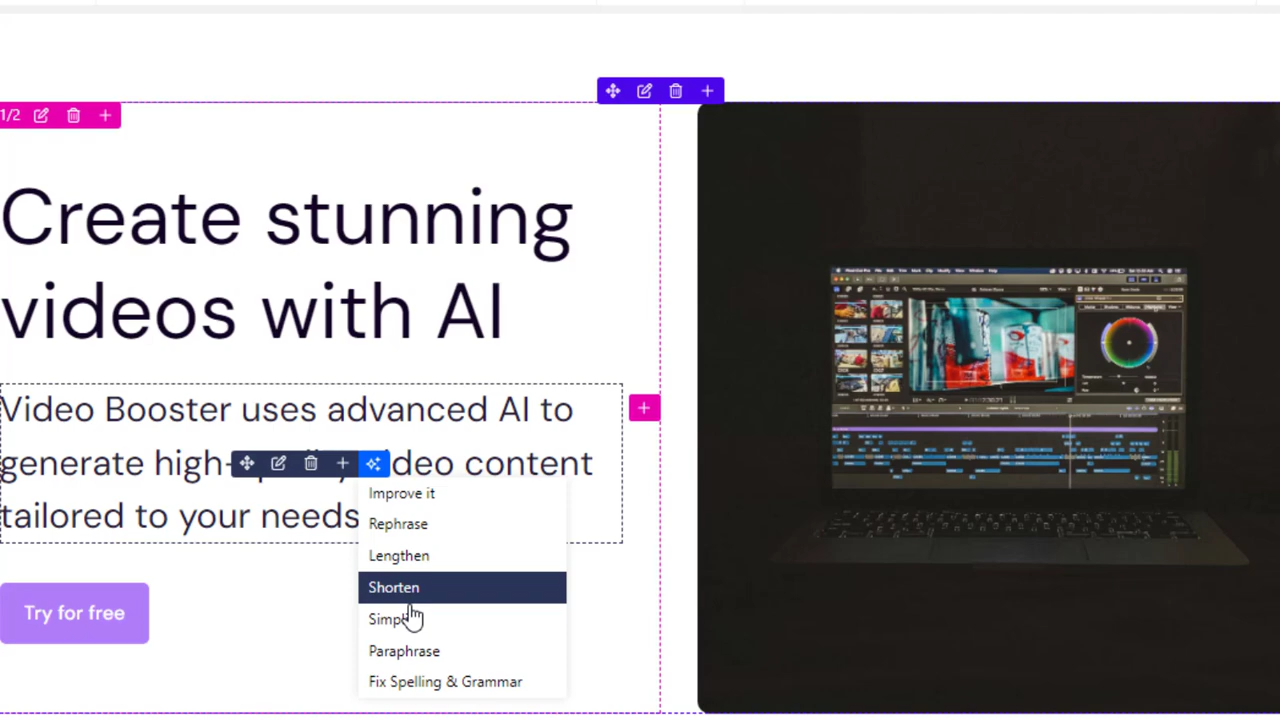 1/2
Create stunning
videos with AI
Video Booster uses advanced AI to
generate high- deo content
tailored to your needs
Improve it
Rephrase
Lengthen
Shorten
Simp
Paraphrase
Fix Spelling & Grammar
Try for free